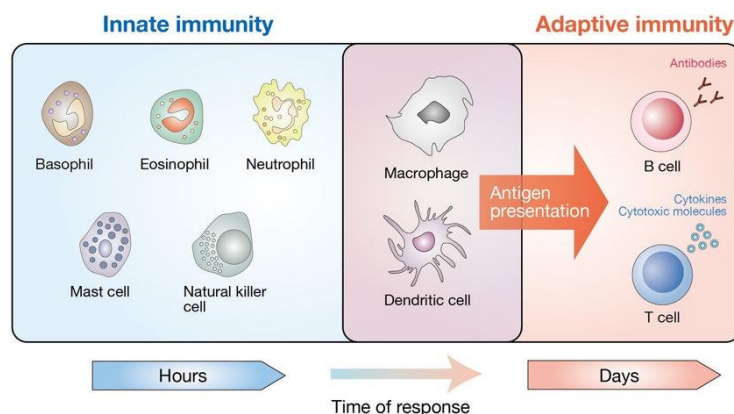 Innate immunity
Adaptive immunity
Basophil
Eosinophil
Neutrophil
Mast cell
Natural killer
cell
Macrophage
Dendritic cell
Antigen
presentation
Antibodies
B cell
Cytokines
Cytotoxic molecules
T cell
Hours
Time of response
Days